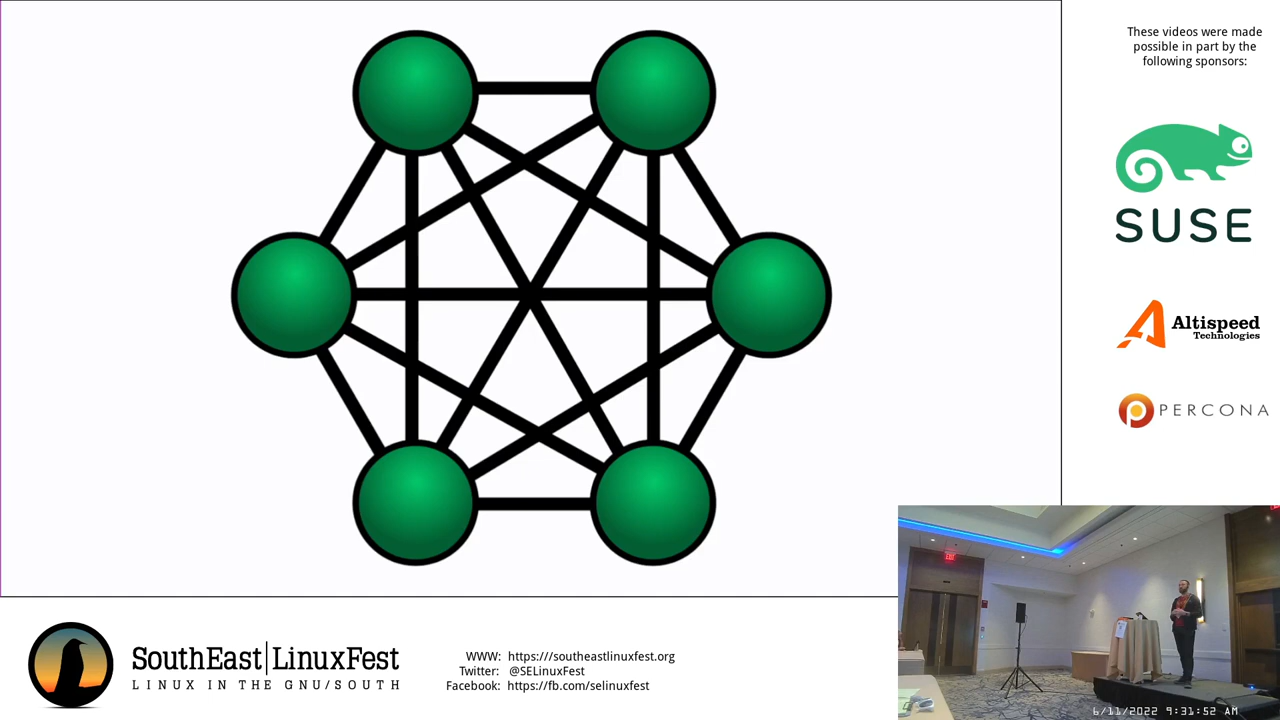 These videos were made
possible in part by the
following sponsors:
SUSE
Altispeed
Technologies
PERCONA
SouthEast|LinuxFest
LINUX IN THE GNU/SOUTH
WWW: https:///southeastlinuxfest.org
Twitter: @SELinuxFest
Facebook: https://fb.com/selinuxfest
6/11/2022 9:31:52 AM